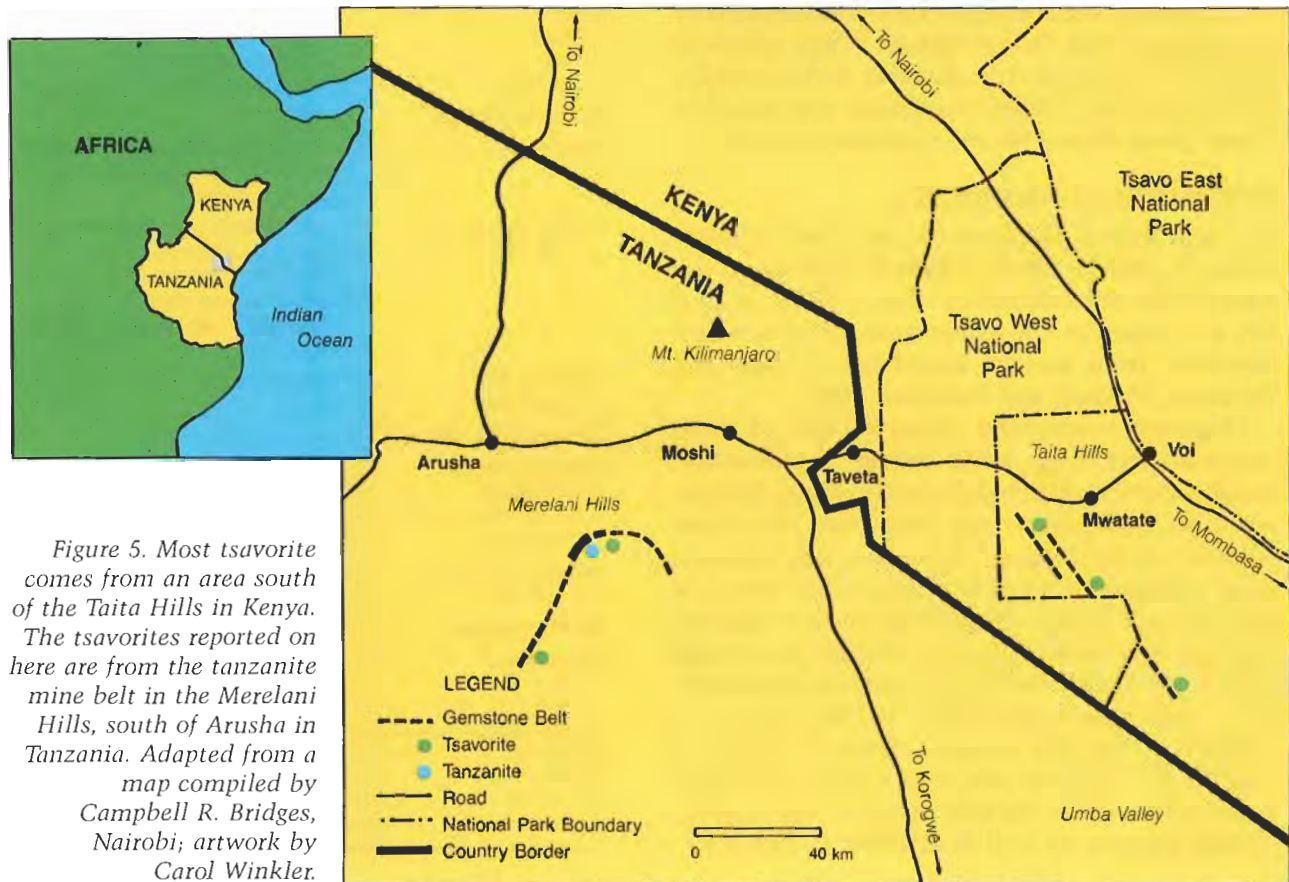 AFRICA
KENYA
TANZANIA
Indian
Ocean
To Nairobi
To Nairobi
KENYA
TANZANIA
Mt. Kilimanjaro
Tsavo East
National
Park
Tsavo West
National
Park
Arusha
Moshi
Taveta
Taita Hills
Voi
Mwatate
To Mombasa
Merelani Hills
To Korogwë
Umba Valley
LEGEND
Gemstone Belt
Tsavorite
Tanzanite
Road
National Park Boundary
Country Border
0 40 km
Figure 5. Most tsavorite
comes from an area south
of the Taita Hills in Kenya.
The tsavorites reported on
here are from the tanzanite
mine belt in the Merelani
Hills, south of Arusha in
Tanzania. Adapted from a
map compiled by
Campbell R. Bridges,
Nairobi; artwork by
Carol Winkler.